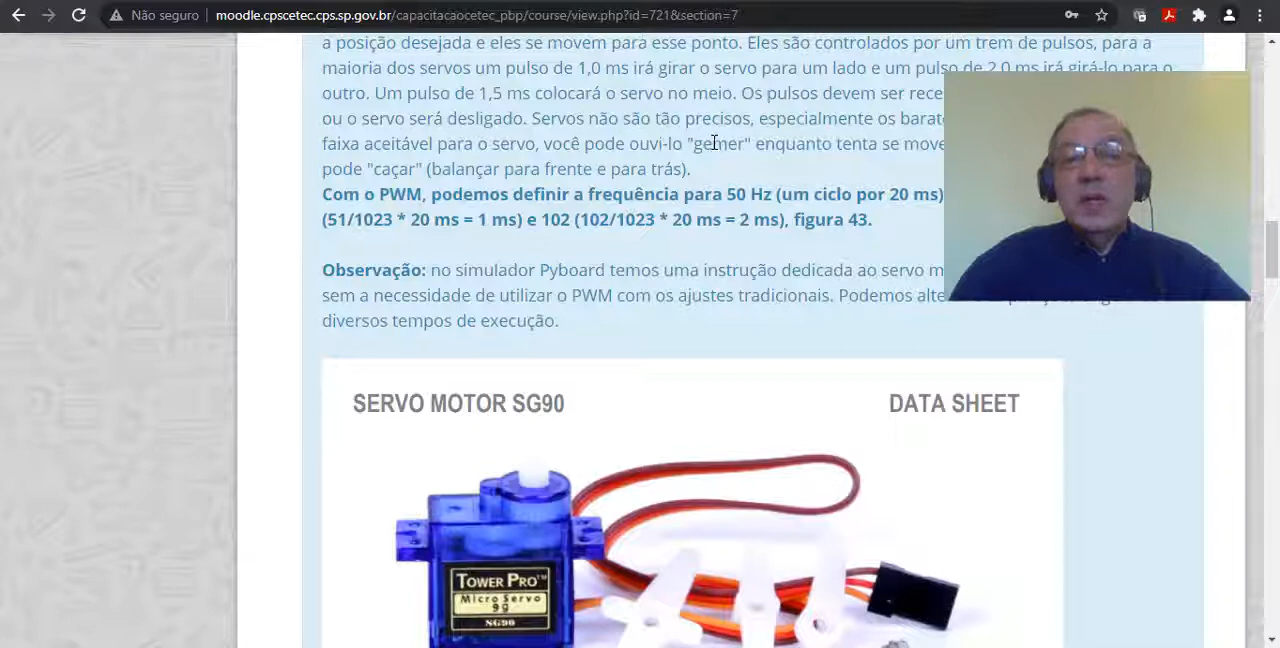 Não seguro
moodle.cpscetec.cps.sp.gov.br/capacitacaocetec_pbp/course/view.php?id=721&section=7
a posição desejada e eles se movem para esse ponto. Eles são controlados por um trem de pulsos, para a
maioria dos servos um pulso de 1,0 ms irá girar o servo para um lado e um pulso de 2,0 ms irá girá-lo para o
outro. Um pulso de 1,5 ms colocará o servo no meio. Os pulsos devem ser
ou o servo será desligado. Servos não são tão precisos, especialmente os
faixa aceitável para o servo, você pode ouvi-lo "gemer" enquanto tenta se
pode "caçar" (balançar para frente e para trás).
Com o PWM, podemos definir a frequência para 50 Hz (um ciclo por 20 ms)
(51/1023 * 20 ms = 1 ms) e 102 (102/1023 * 20 ms = 2 ms), figura 43.
Observação: no simulador Pyboard temos uma instrução dedicada ao servo
sem a necessidade de utilizar o PWM com os ajustes tradicionais. Podemos
diversos tempos de execução.
SERVO MOTOR SG90
DATA SHEET
TOWER PRO™
Micro Servo
9g
SG90